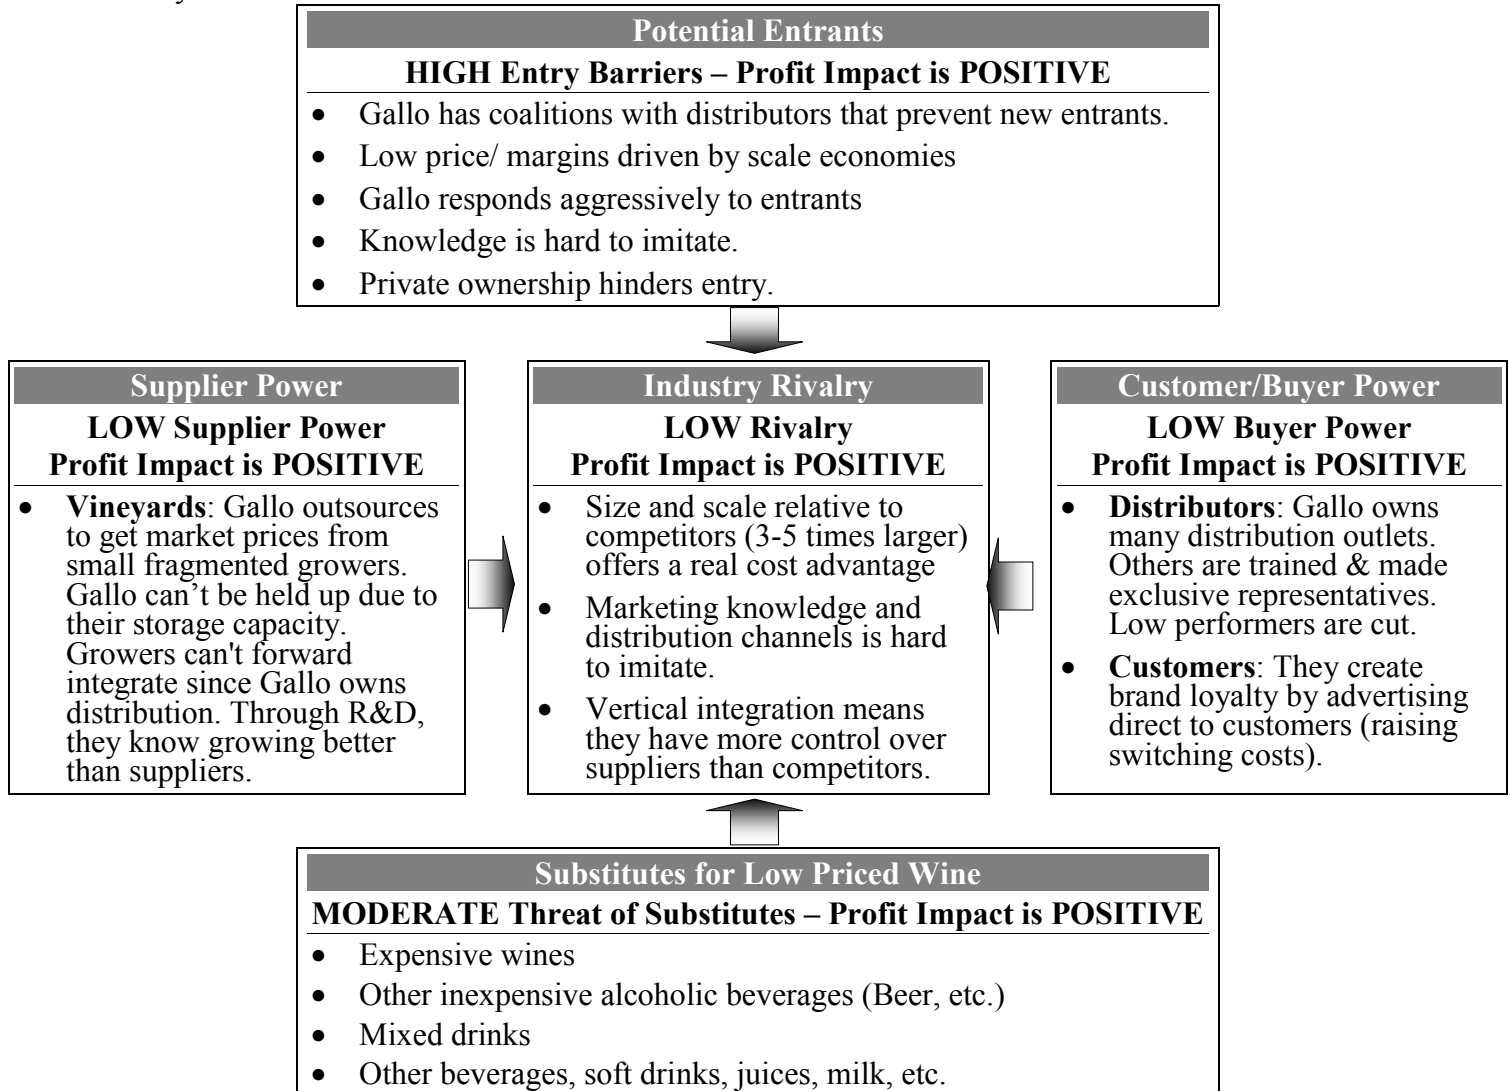 Potential Entrants
HIGH Entry Barriers – Profit Impact is POSITIVE
• Gallo has coalitions with distributors that prevent new entrants.
• Low price/ margins driven by scale economies
• Gallo responds aggressively to entrants
• Knowledge is hard to imitate.
• Private ownership hinders entry.
Supplier Power
LOW Supplier Power
Profit Impact is POSITIVE
• Vineyards: Gallo outsources
to get market prices from
small fragmented growers.
Gallo can’t be held up due to
their storage capacity.
Growers can't forward
integrate since Gallo owns
distribution. Through R&D,
they know growing better
than suppliers.
Industry Rivalry
LOW Rivalry
Profit Impact is POSITIVE
• Size and scale relative to
competitors (3-5 times larger)
offers a real cost advantage
• Marketing knowledge and
distribution channels is hard
to imitate.
• Vertical integration means
they have more control over
suppliers than competitors.
Customer/Buyer Power
LOW Buyer Power
Profit Impact is POSITIVE
• Distributors: Gallo owns
many distribution outlets.
Others are trained & made
exclusive representatives.
Low performers are cut.
• Customers: They create
brand loyalty by advertising
direct to customers (raising
switching costs).
Substitutes for Low Priced Wine
MODERATE Threat of Substitutes – Profit Impact is POSITIVE
• Expensive wines
• Other inexpensive alcoholic beverages (Beer, etc.)
• Mixed drinks
• Other beverages, soft drinks, juices, milk, etc.